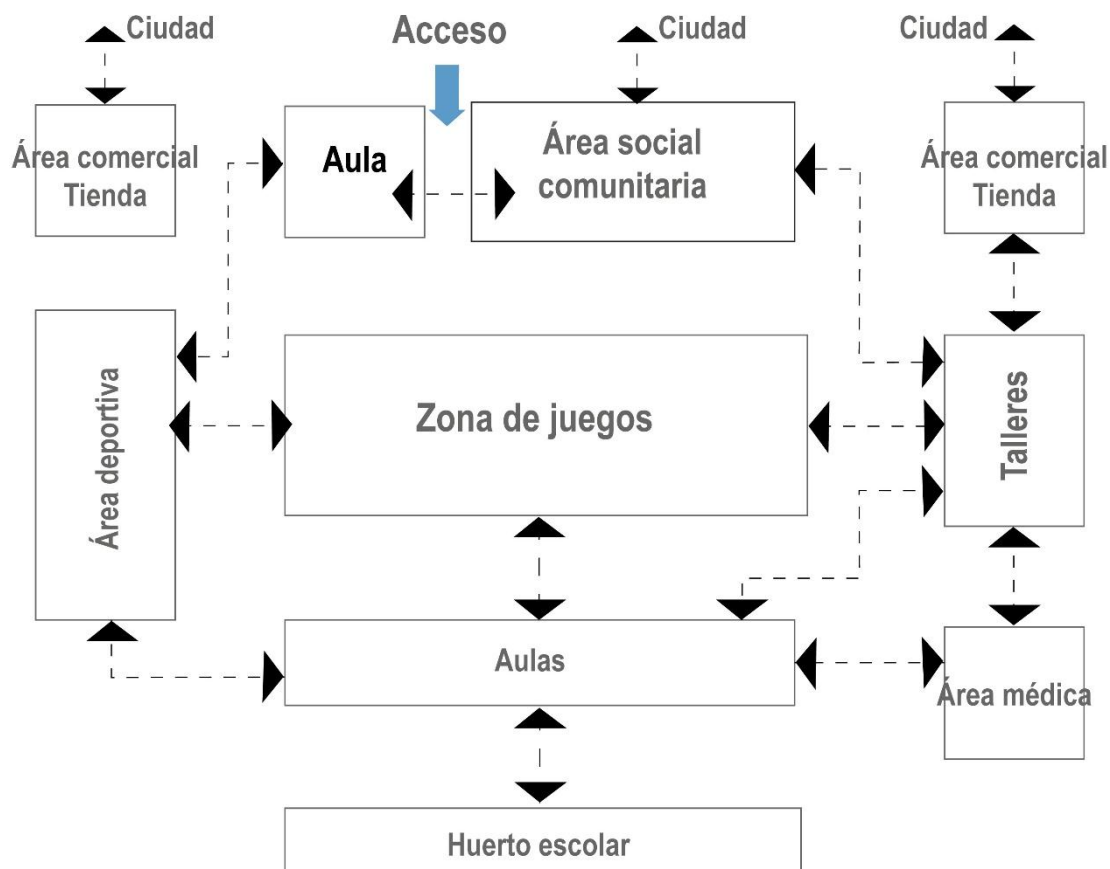 Ciudad
Acceso
Ciudad
Ciudad
Área comercial
Tienda
Aula
Área social
comunitaria
Área comercial
Tienda
Área deportiva
Zona de juegos
Talleres
Aulas
Área médica
Huerto escolar